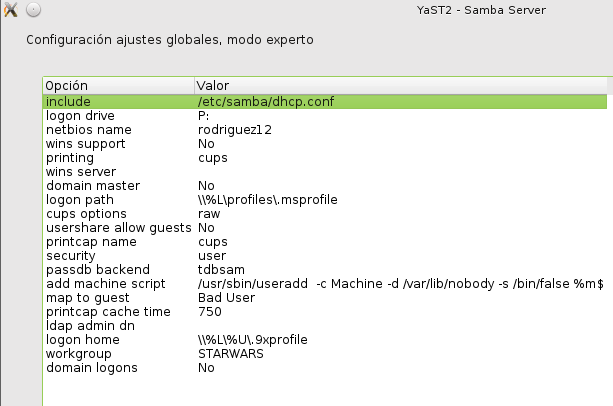 YaST2 - Samba Server
Configuración ajustes globales, modo experto
Opción Valor
include /etc/samba/dhcp.conf
logon drive P:
netbios name rodriguez12
wins support No
printing cups
wins server
domain master No
logon path \\%L\profiles\.msprofile
cups options raw
usershare allow guests No
printcap name cups
security user
passdb backend tdbsam
add machine script /usr/sbin/useradd  -c Machine -d /var/lib/nobody -s /bin/false %m$
map to guest Bad User
printcap cache time 750
ldap admin dn
logon home \\%L\%U\.9xprofile
workgroup STARWARS
domain logons No